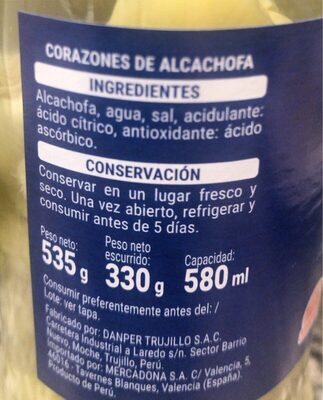 CORAZONES DE ALCACHOFA
INGREDIENTES
Alcachofa, agua, sal, acidulante:
ácido cítrico, antioxidante: ácido
ascórbico.
CONSERVACIÓN
Conservar en un lugar fresco y
seco. Una vez abierto, refrigerar y
consumir antes de 5 días.
Peso neto: Peso neto escurrido: Capacidad:
535 g 330 g 580 ml
Consumir preferentemente antes del: /
Lote: ver tapa.
Fabricado por: DANPER TRUJILLO S.A.C.
Carretera Industrial a Laredo s/n. Sector Barrio
Nuevo, Moche, Trujillo, Perú.
Importado por: MERCADONA S.A. C/ Valencia, 5,
46016 - Tavernes Blanques, Valencia (España).
Producto de Perú.